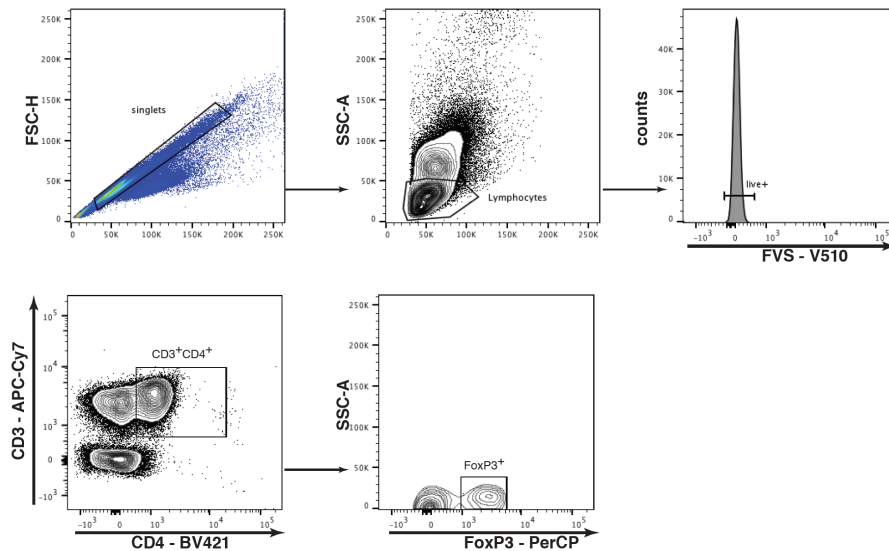 250K
200K
150K
100K
50K
0
0
50K
100K
150K
200K
250K
FSC-H
singlets
250K
200K
150K
100K
50K
0
0
50K
100K
150K
200K
250K
SSC-A
Lymphocytes
40K
30K
20K
10K
0
-10³
0
10³
10⁴
10⁵
counts
live+
FVS - V510
10⁵
10⁴
10³
0
-10³
-10³
0
10³
10⁴
10⁵
CD3 - APC-Cy7
CD3⁺CD4⁺
CD4 - BV421
250K
200K
150K
100K
50K
0
-10³
0
10³
10⁴
10⁵
SSC-A
FoxP3⁺
FoxP3 - PerCP